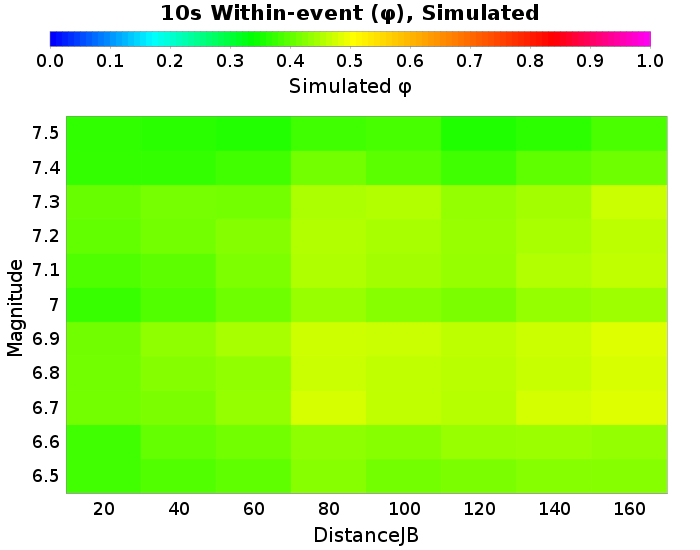 10s Within-event (φ), Simulated
0.0 0.1 0.2 0.3 0.4 0.5 0.6 0.7 0.8 0.9 1.0
Simulated φ
Magnitude
7.5
7.4
7.3
7.2
7.1
7
6.9
6.8
6.7
6.6
6.5
20 40 60 80 100 120 140 160
DistanceJB